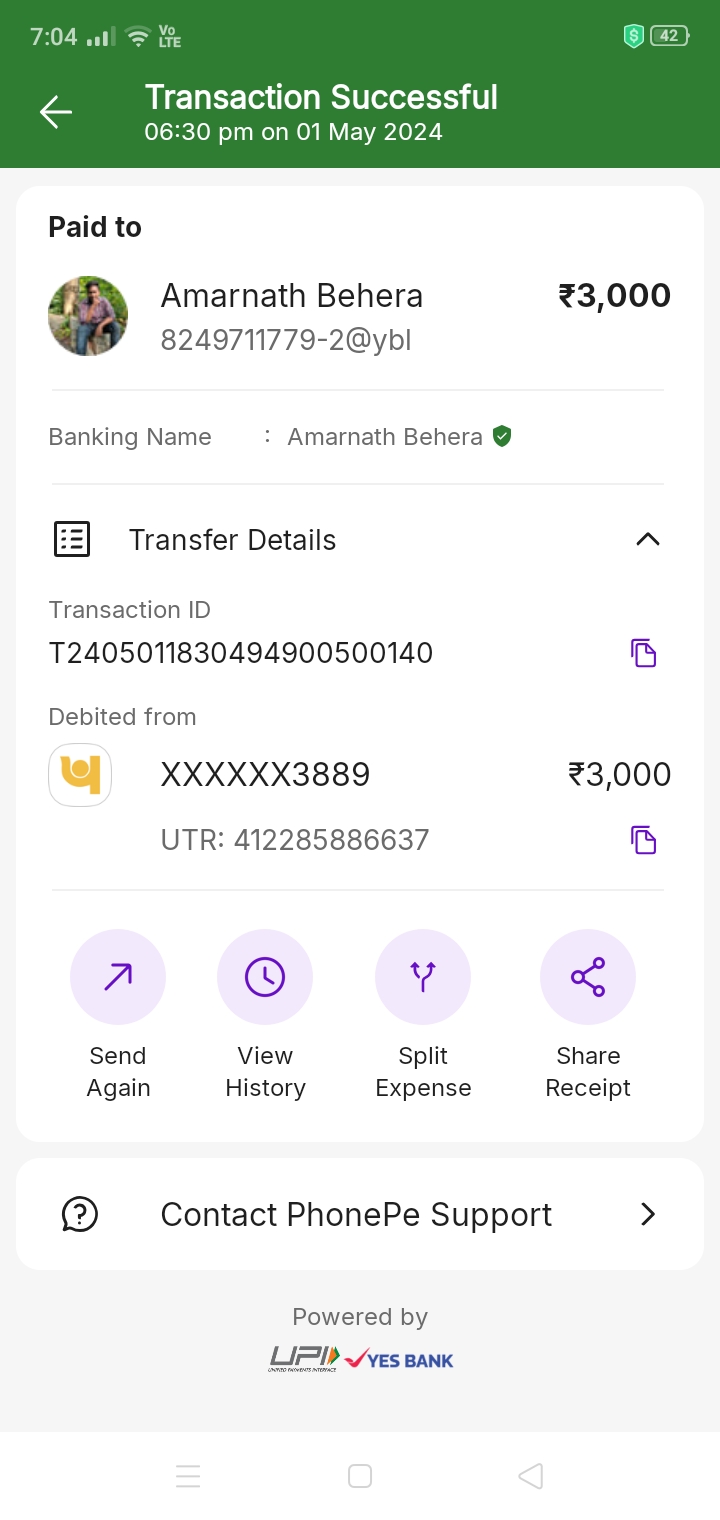 7:04 Vo LTE 42
Transaction Successful
06:30 pm on 01 May 2024
Paid to
Amarnath Behera ₹3,000
8249711779-2@ybl
Banking Name : Amarnath Behera
Transfer Details
Transaction ID
T2405011830494900500140
Debited from
XXXXXX3889 ₹3,000
UTR: 412285886637
Send Again
View History
Split Expense
Share Receipt
Contact PhonePe Support
Powered by
UPI YES BANK
UNIFIED PAYMENTS INTERFACE